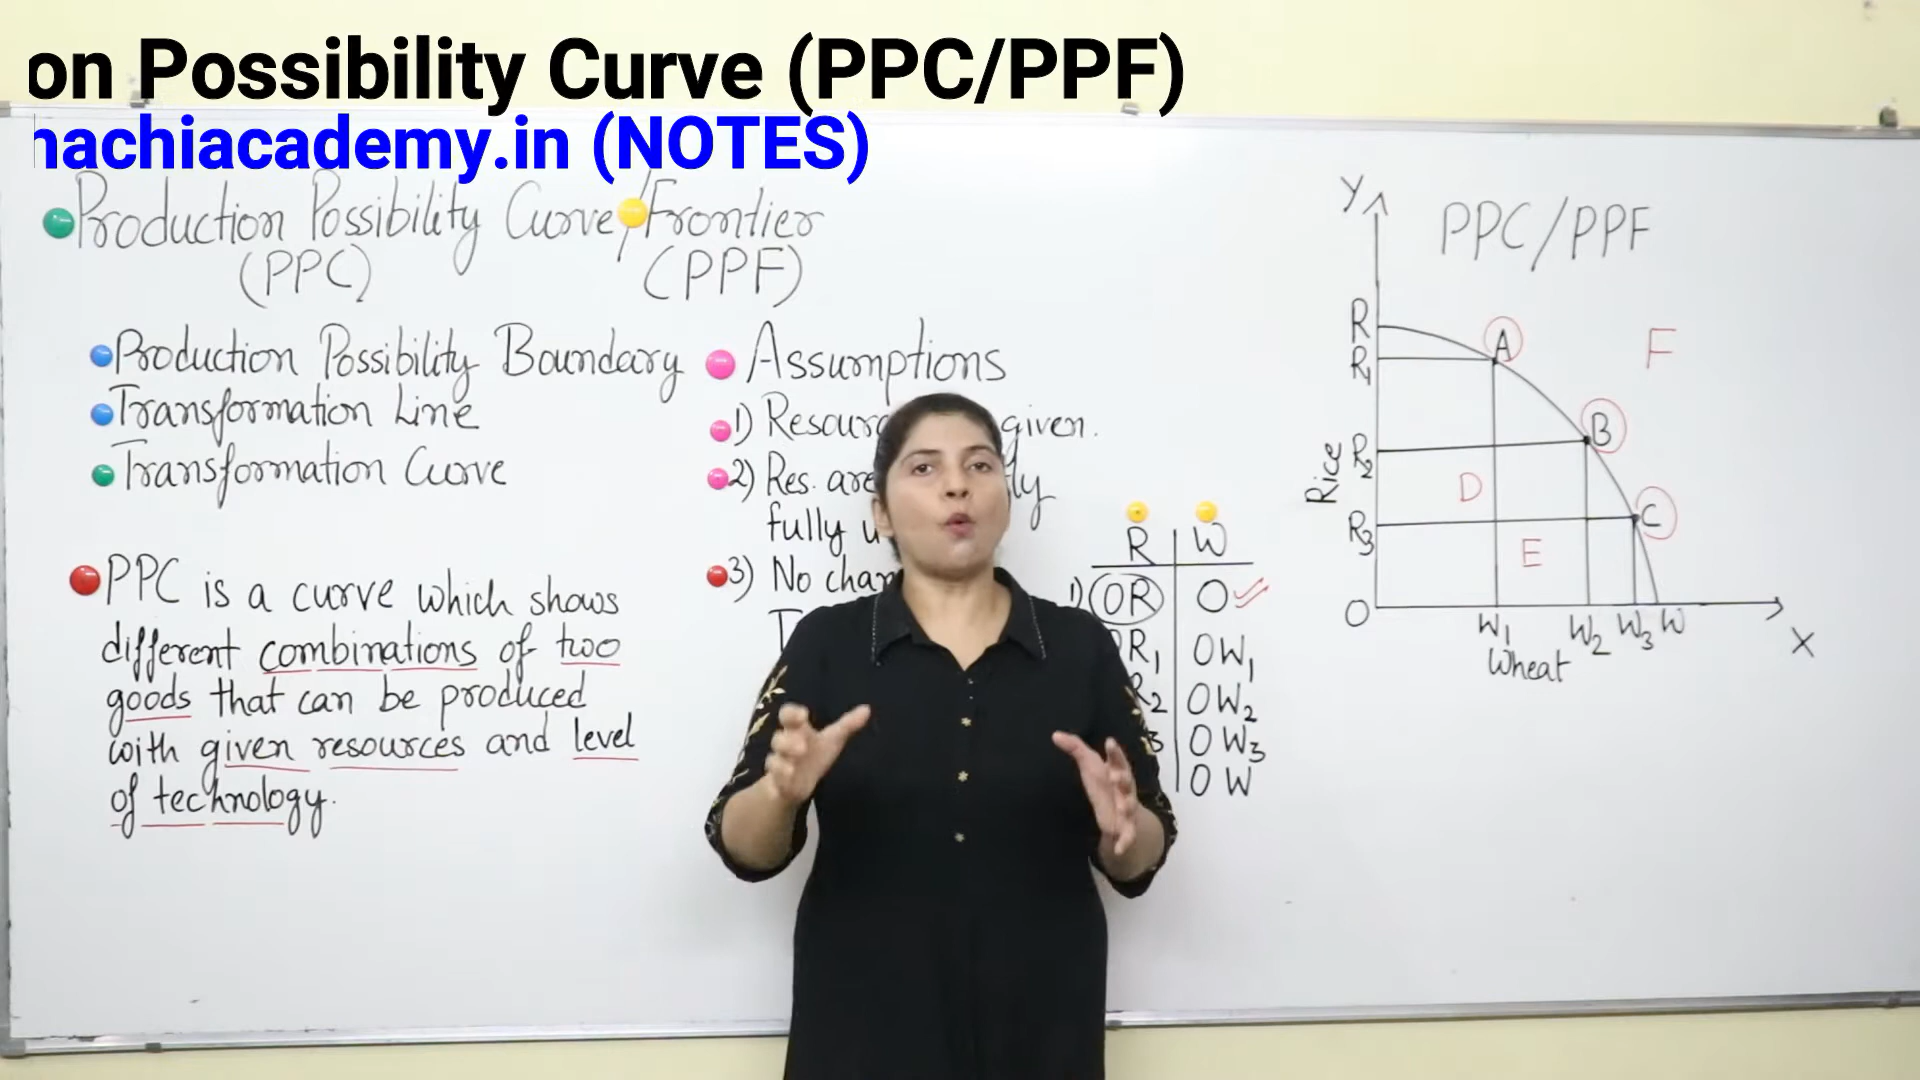 on Possibility Curve (PPC/PPF)
nachiacademy.in (NOTES)
Production Possibility Curve/Frontier
(PPC) (PPF)
Production Possibility Boundary
Transformation Line
Transformation Curve
PPC is a curve which shows
different combinations of two
goods that can be produced
with given resources and level
of technology.
Assumptions
1) given.
2) Res. are
fully
3) No
R W
1) OR O
R1 OW1
R2 OW2
3 OW3
OW
PPC/PPF
Y
R
R1
R2
R3
Rice
O
A
B
C
D
E
F
W1 W2 W3 W
Wheat
X